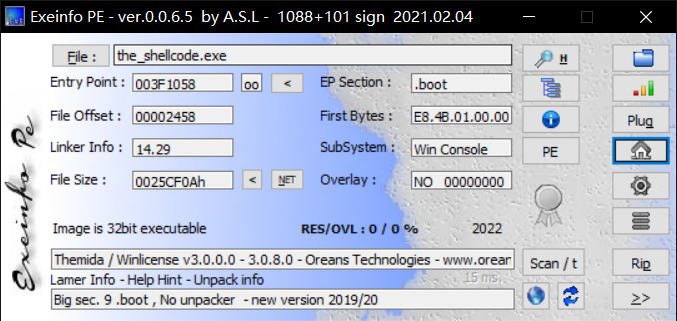 Exeinfo PE - ver.0.0.6.5 by A.S.L - 1088+101 sign 2021.02.04
Exeinfo Pe
File : the_shellcode.exe H
Entry Point : 003F1058 oo < EP Section : .boot
File Offset : 00002458 First Bytes : E8.4B.01.00.00 Plug
Linker Info : 14.29 SubSystem : Win Console PE
File Size : 0025CF0Ah < NET Overlay : NO 00000000
Image is 32bit executable RES/OVL : 0 / 0 % 2022
Themida / Winlicense v3.0.0.0 - 3.0.8.0 - Oreans Technologies - www.orean Scan / t Rip
Lamer Info - Help Hint - Unpack info 15 ms.
Big sec. 9 .boot , No unpacker - new version 2019/20 >>